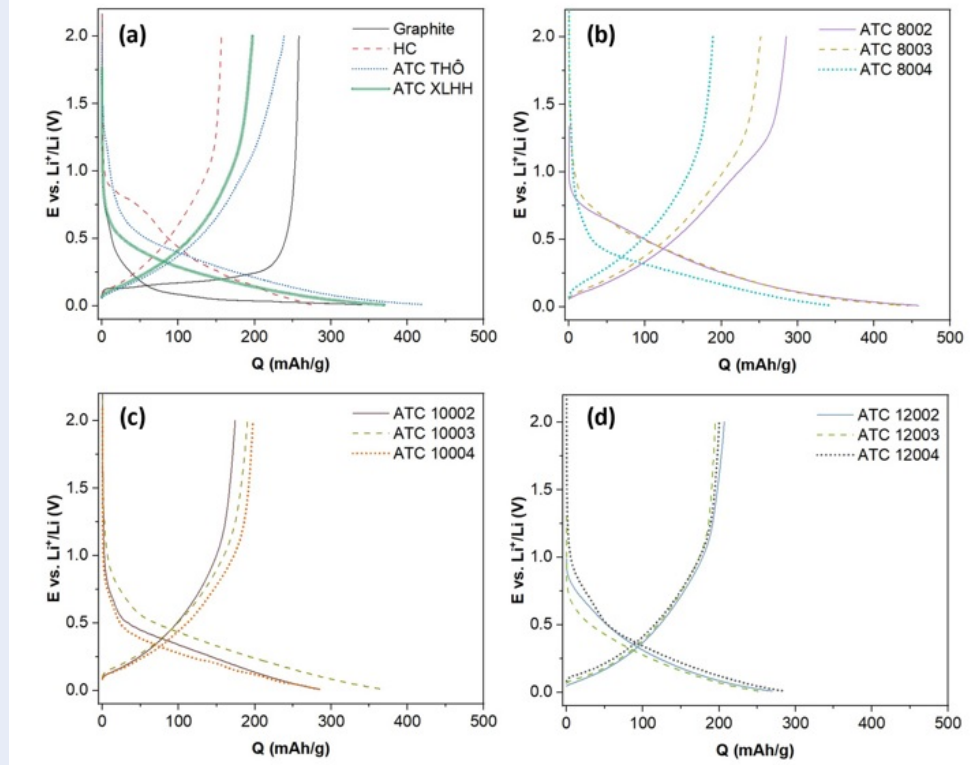 (a)
Graphite
HC
ATC THÔ
ATC XLHH
E vs. Li⁺/Li (V)
2.0
1.5
1.0
0.5
0.0
0 100 200 300 400 500
Q (mAh/g)
(b)
ATC 8002
ATC 8003
ATC 8004
E vs. Li⁺/Li (V)
2.0
1.5
1.0
0.5
0.0
0 100 200 300 400 500
Q (mAh/g)
(c)
ATC 10002
ATC 10003
ATC 10004
E vs. Li⁺/Li (V)
2.0
1.5
1.0
0.5
0.0
0 100 200 300 400 500
Q (mAh/g)
(d)
ATC 12002
ATC 12003
ATC 12004
E vs. Li⁺/Li (V)
2.0
1.5
1.0
0.5
0.0
0 100 200 300 400 500
Q (mAh/g)